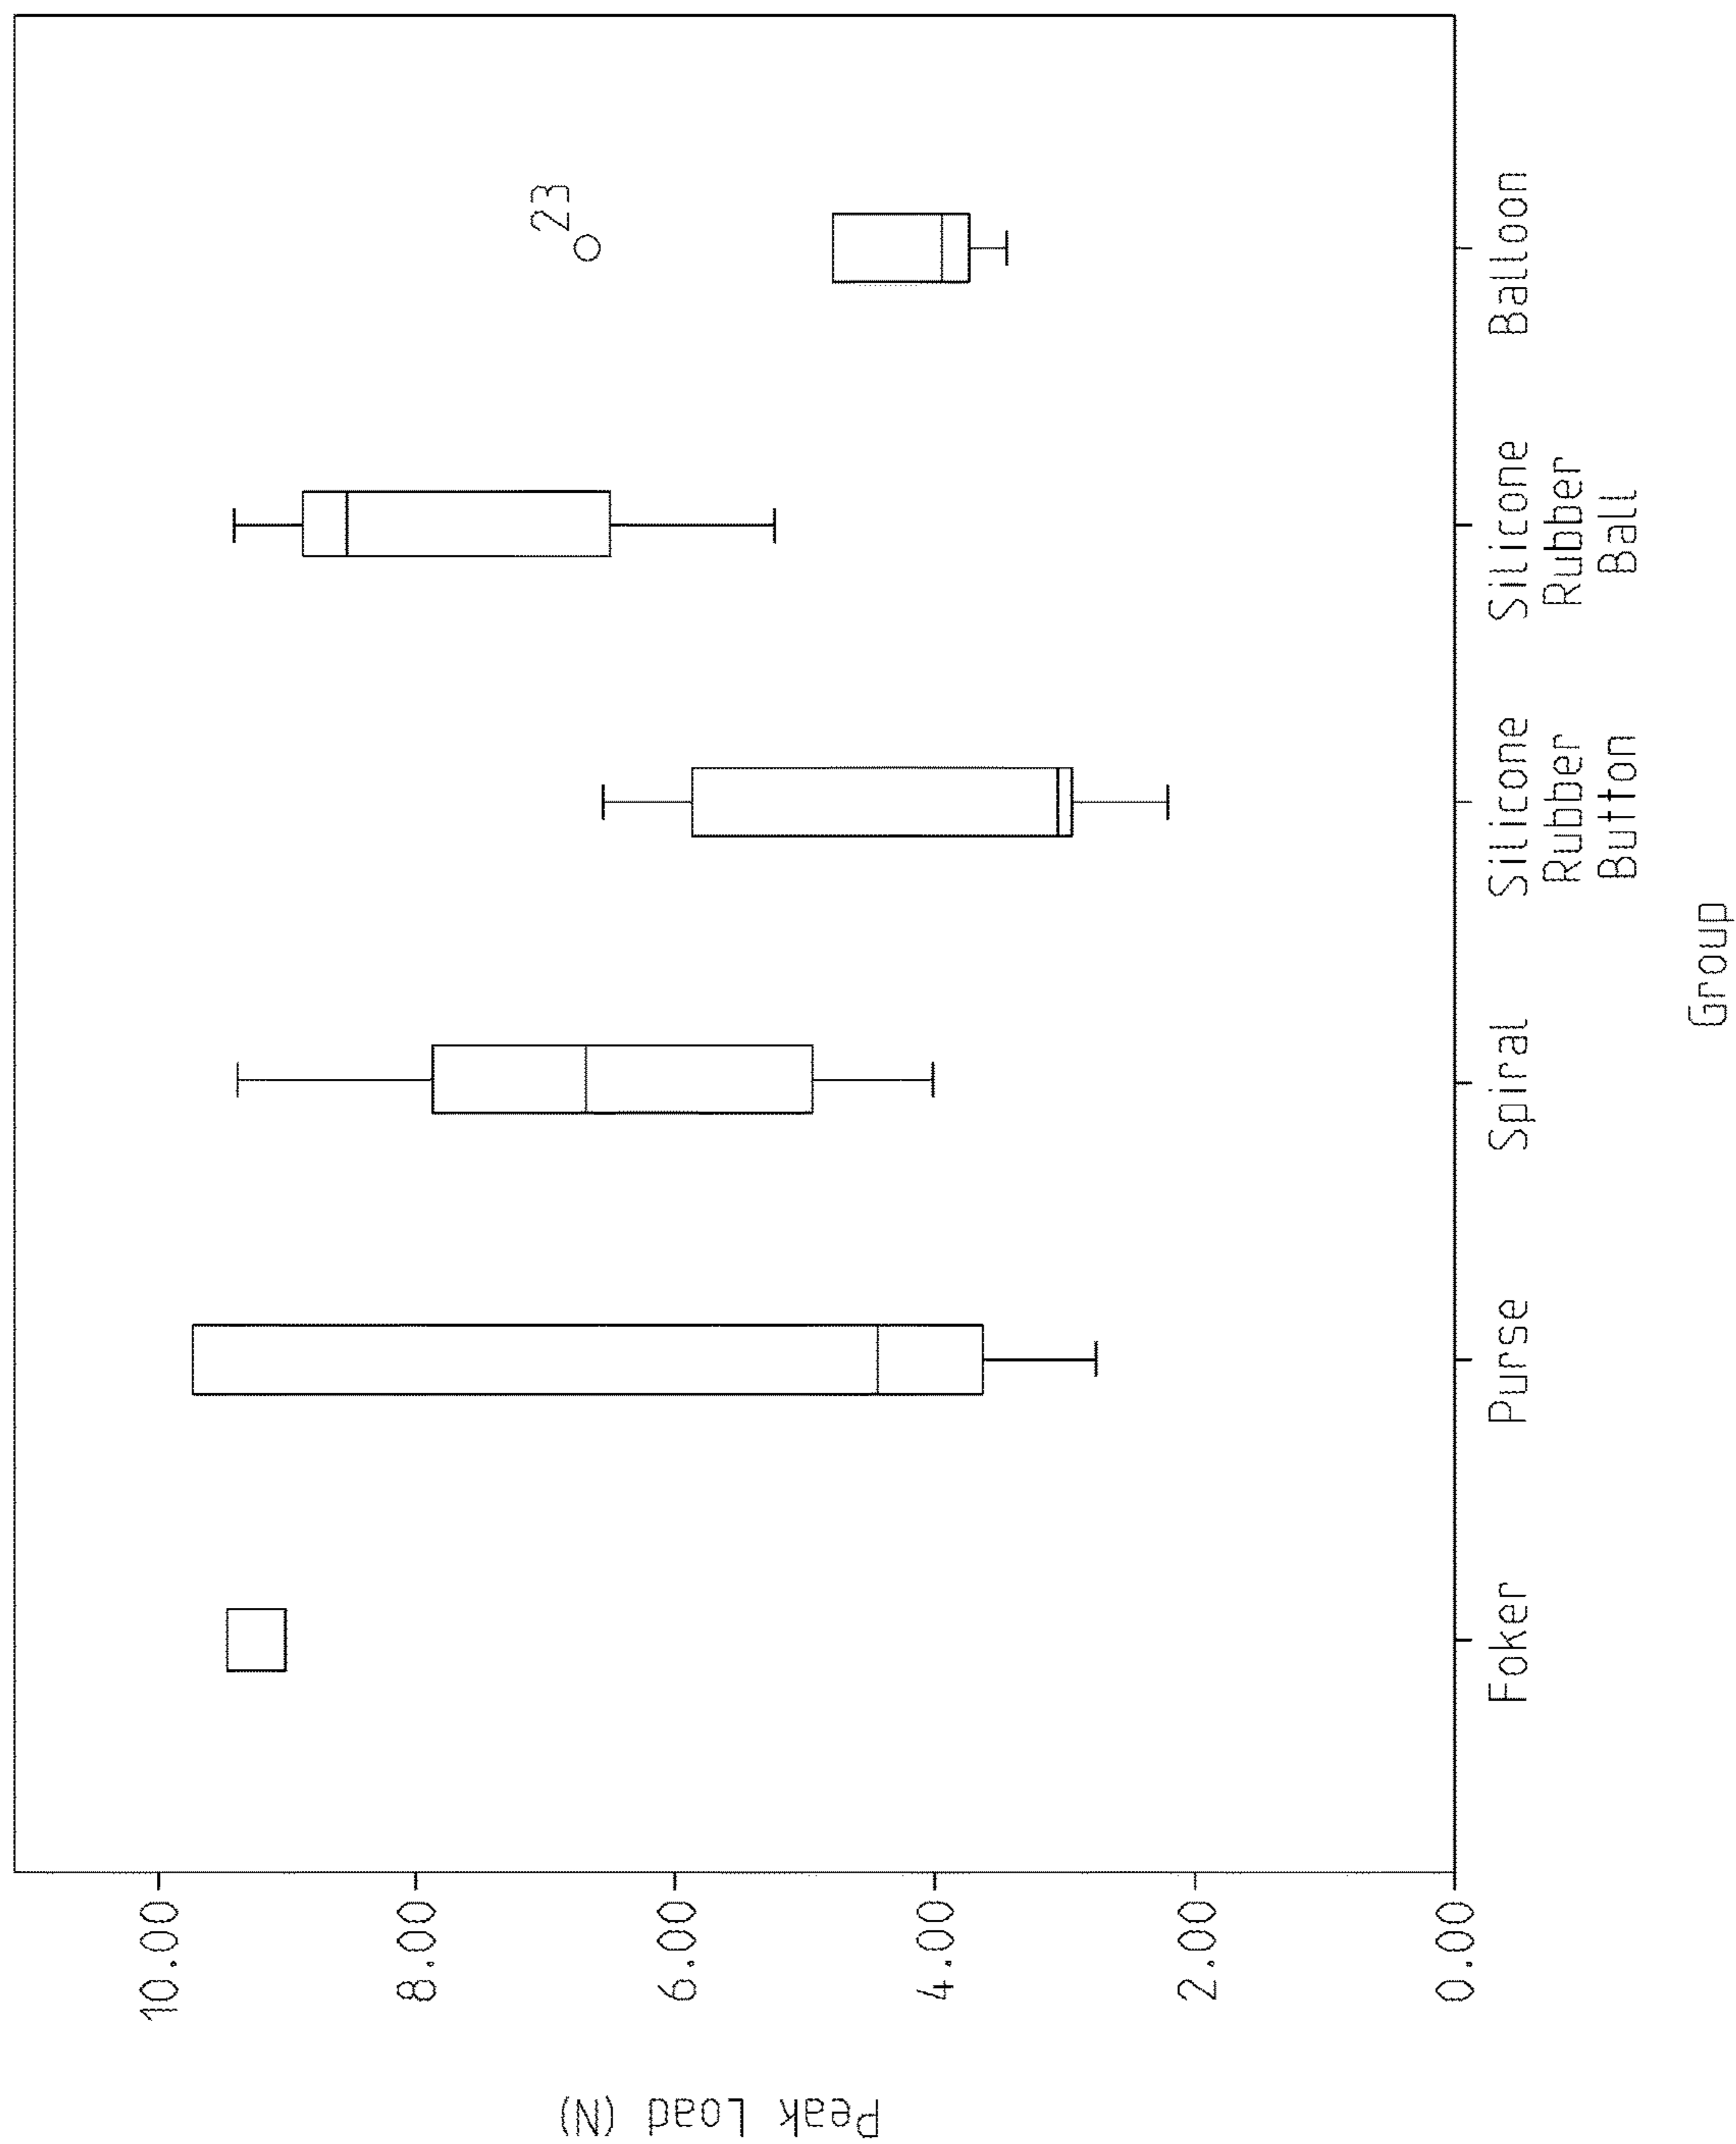 Peak Load (N)
10.00
8.00
6.00
4.00
2.00
0.00
23
Foker
Purse
Spiral
Silicone
Rubber
Button
Silicone
Rubber
Ball
Balloon
Group